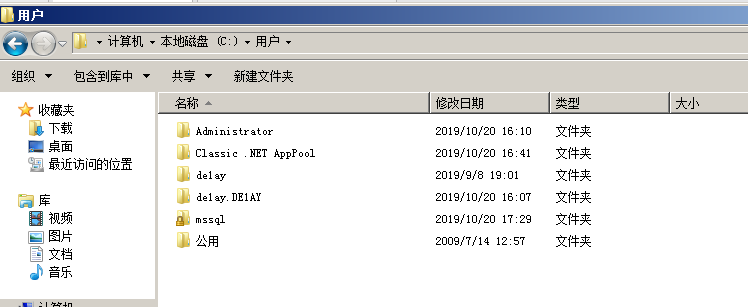 用户
计算机 本地磁盘 (C:) 用户
组织 包含到库中 共享 新建文件夹
收藏夹
下载
桌面
最近访问的位置
库
视频
图片
文档
音乐
计算机
名称 修改日期 类型 大小
Administrator 2019/10/20 16:10 文件夹
Classic .NET AppPool 2019/10/20 16:41 文件夹
delay 2019/9/8 19:01 文件夹
delay.DELAY 2019/10/20 16:07 文件夹
mssql 2019/10/20 17:29 文件夹
公用 2009/7/14 12:57 文件夹